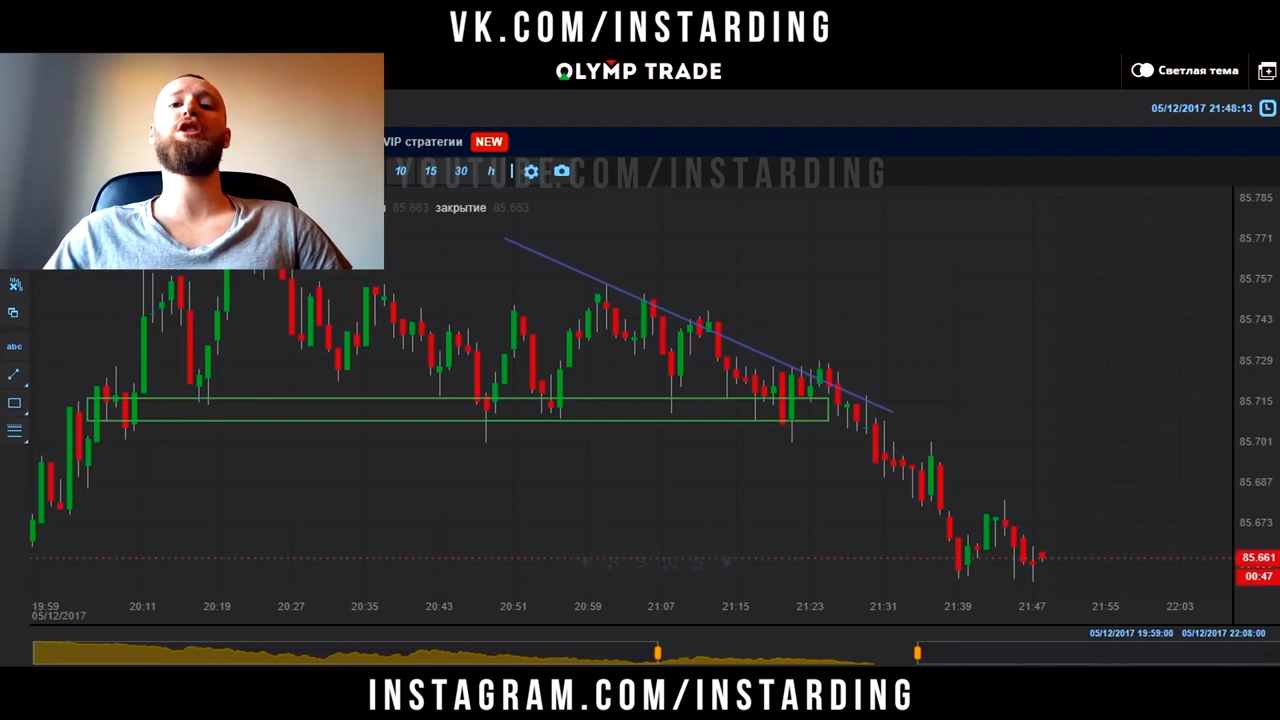 VK.COM/INSTARDING
OLYMP TRADE
Светлая тема
05/12/2017 21:48:13
VIP стратегии NEW
10 15 30 h
YOUTUBE.COM/INSTARDING
85.663 закрытие 85.663
85.785
85.771
85.757
85.743
85.729
85.715
85.701
85.687
85.673
85.661
00:47
abc
19:59 20:11 20:19 20:27 20:35 20:43 20:51 20:59 21:07 21:15 21:23 21:31 21:39 21:47 21:55 22:03
05/12/2017
05/12/2017 19:59:00 05/12/2017 22:08:00
INSTAGRAM.COM/INSTARDING